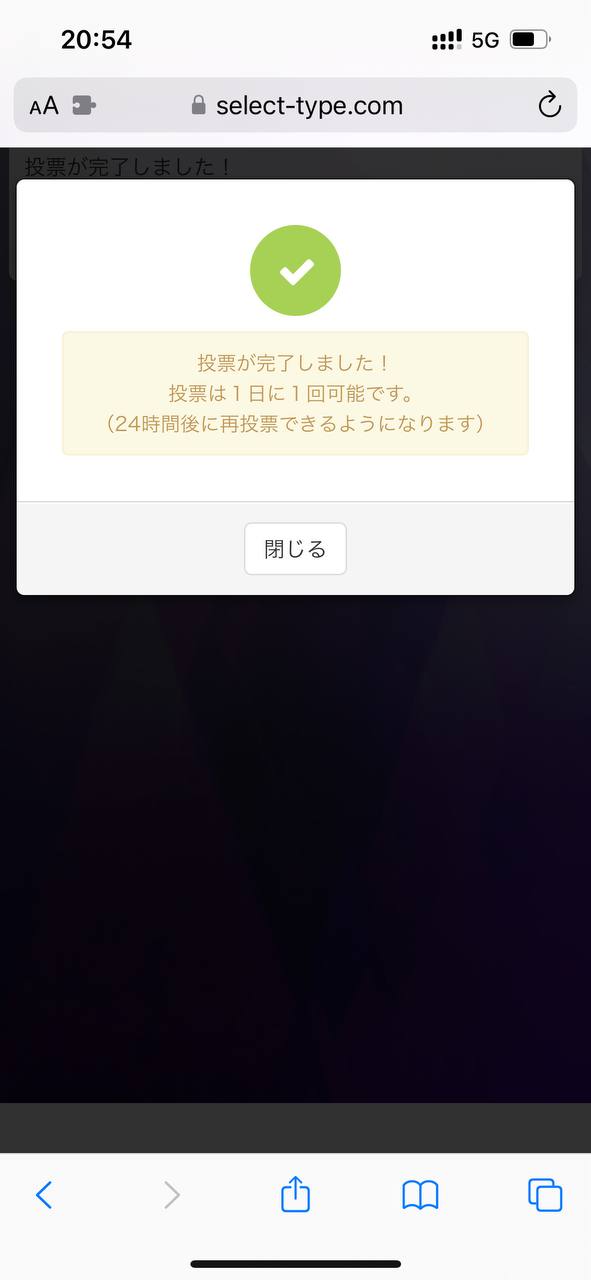 20:54
5G
AA
select-type.com
投票が完了しました！
投票が完了しました！
投票は１日に１回可能です。
（24時間後に再投票できるようになります）
閉じる